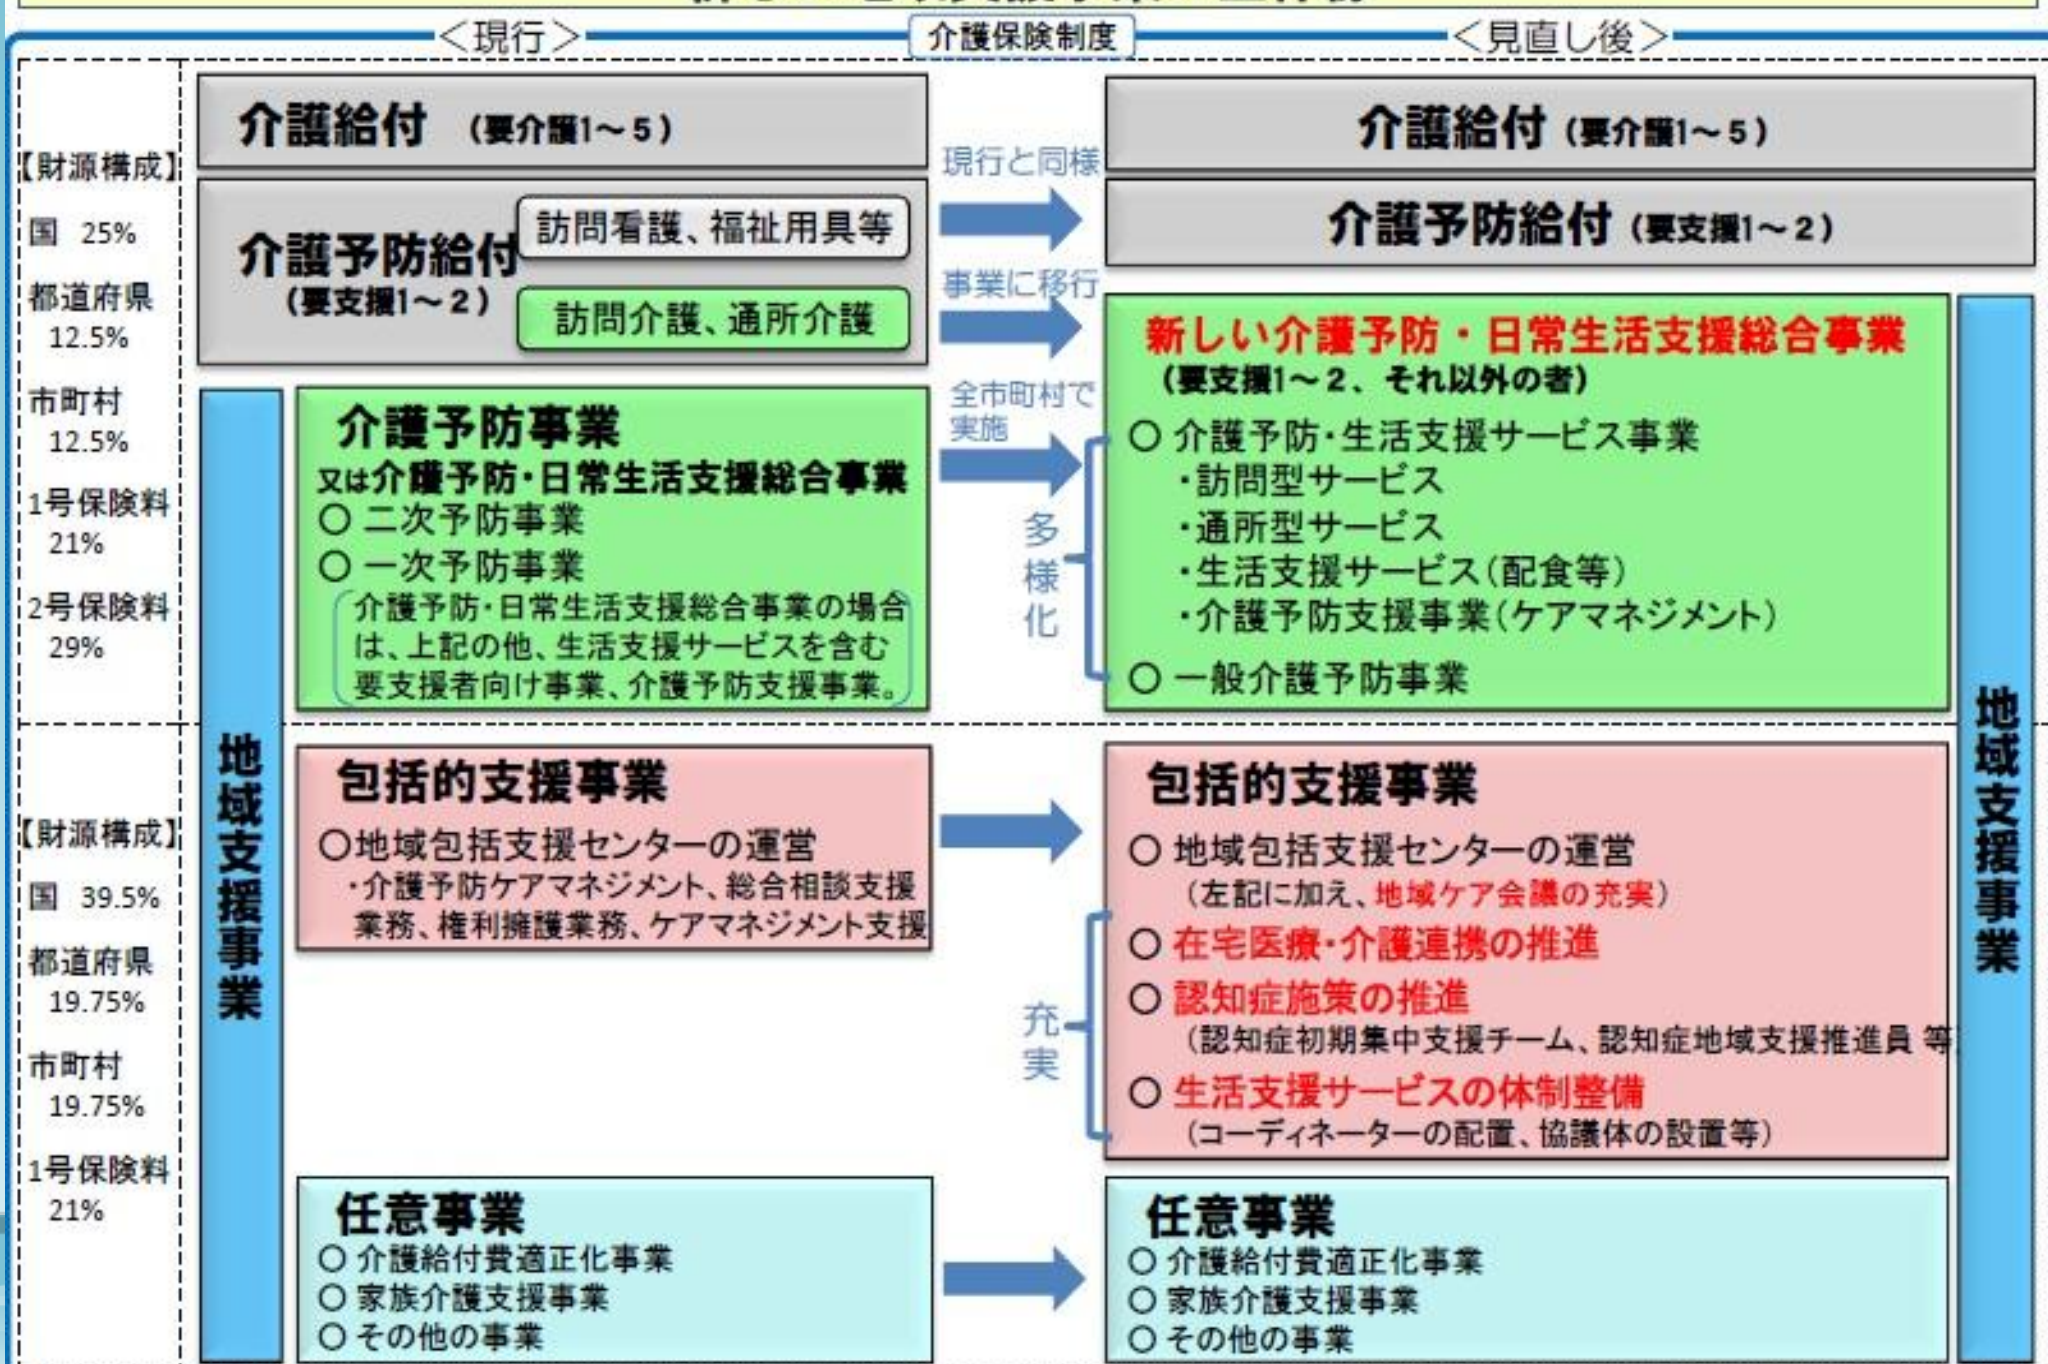 ＜現行＞
介護保険制度
＜見直し後＞
【財源構成】
国 25%
都道府県
12.5%
市町村
12.5%
1号保険料
21%
2号保険料
29%
【財源構成】
国 39.5%
都道府県
19.75%
市町村
19.75%
1号保険料
21%
介護給付 （要介護1～5）
介護予防給付
（要支援1～2）
訪問看護、福祉用具等
訪問介護、通所介護
地域支援事業
介護予防事業
又は介護予防・日常生活支援総合事業
○ 二次予防事業
○ 一次予防事業
介護予防・日常生活支援総合事業の場合
は、上記の他、生活支援サービスを含む
要支援者向け事業、介護予防支援事業。
包括的支援事業
○地域包括支援センターの運営
・介護予防ケアマネジメント、総合相談支援
業務、権利擁護業務、ケアマネジメント支援
任意事業
○ 介護給付費適正化事業
○ 家族介護支援事業
○ その他の事業
現行と同様
事業に移行
全市町村で
実施
多様化
充実
介護給付（要介護1～5）
介護予防給付（要支援1～2）
新しい介護予防・日常生活支援総合事業
（要支援1～2、それ以外の者）
○ 介護予防・生活支援サービス事業
・訪問型サービス
・通所型サービス
・生活支援サービス（配食等）
・介護予防支援事業（ケアマネジメント）
○ 一般介護予防事業
包括的支援事業
○ 地域包括支援センターの運営
（左記に加え、地域ケア会議の充実）
○ 在宅医療・介護連携の推進
○ 認知症施策の推進
（認知症初期集中支援チーム、認知症地域支援推進員 等
○ 生活支援サービスの体制整備
（コーディネーターの配置、協議体の設置等）
任意事業
○ 介護給付費適正化事業
○ 家族介護支援事業
○ その他の事業
地域支援事業